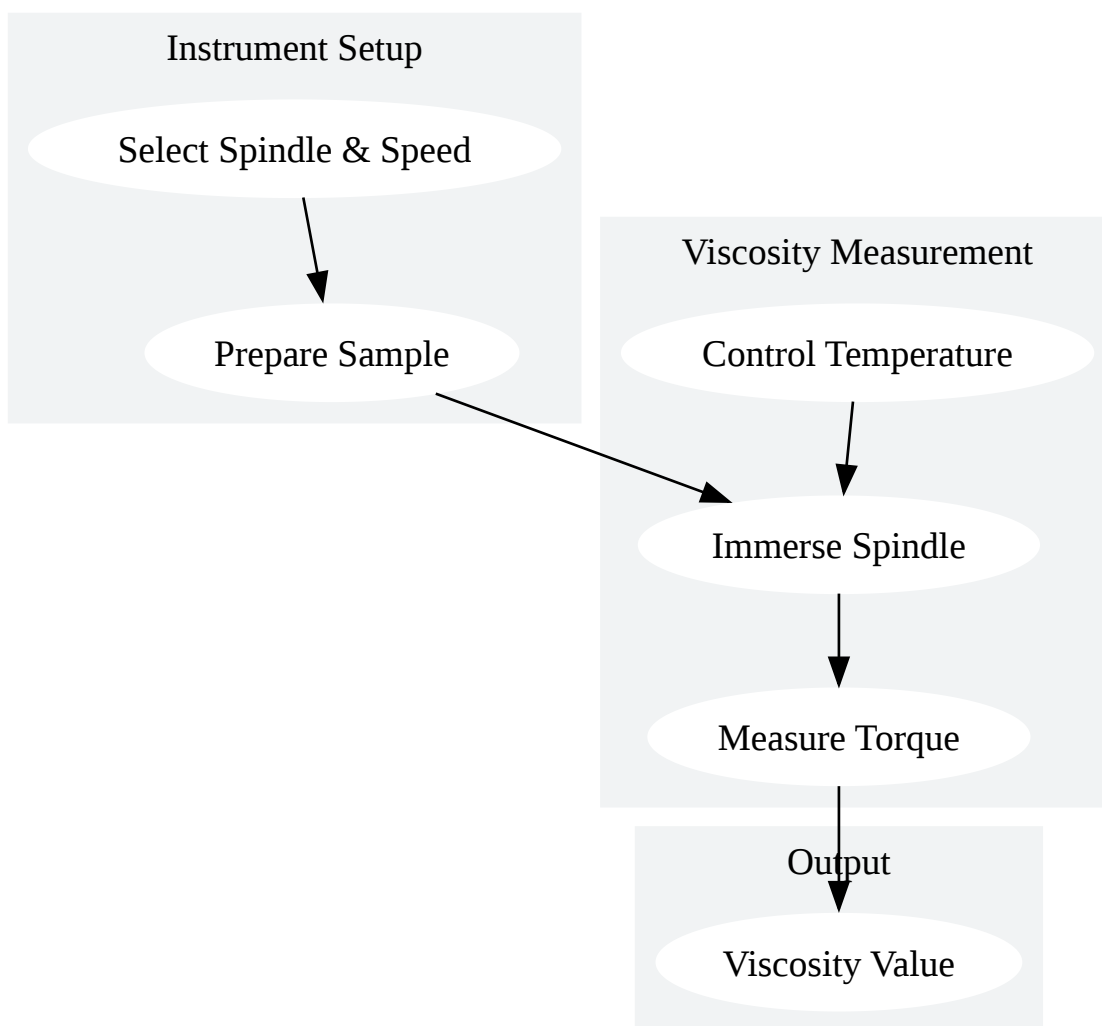 Instrument Setup
Select Spindle & Speed
Prepare Sample
Viscosity Measurement
Control Temperature
Immerse Spindle
Measure Torque
Output
Viscosity Value